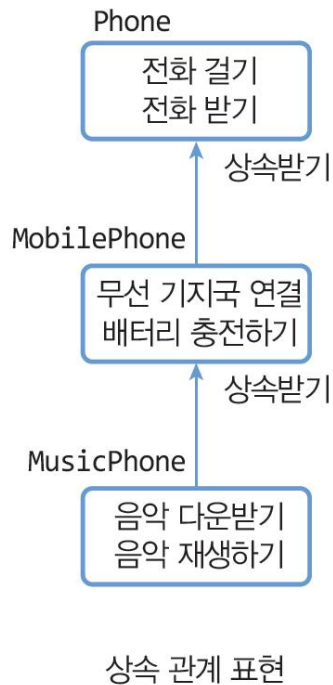 Phone
전화 걸기
전화 받기
상속받기
MobilePhone
무선 기지국 연결
배터리 충전하기
상속받기
MusicPhone
음악 다운받기
음악 재생하기
상속 관계 표현